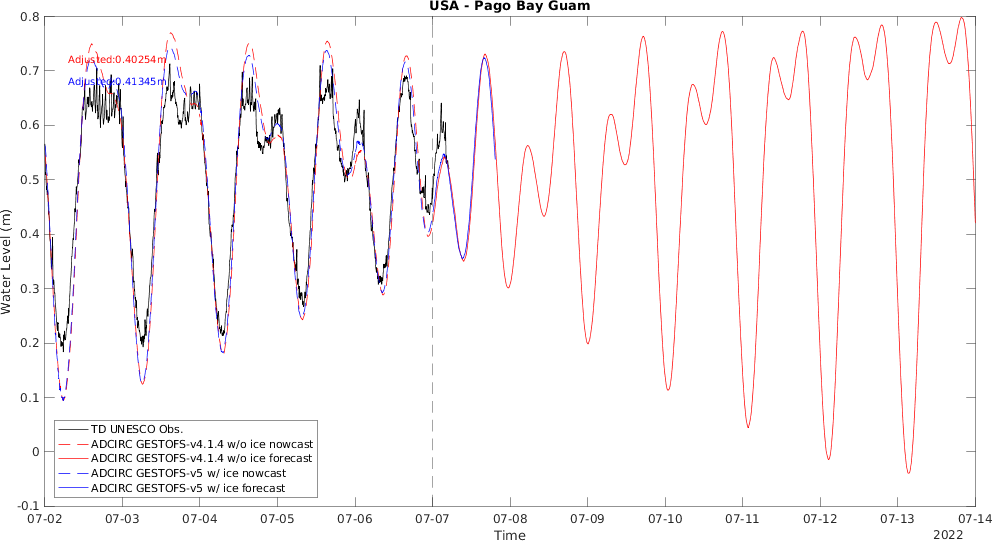 USA - Pago Bay Guam
Adjusted:0.40254m
Adjusted:0.41345m
Water Level (m)
0.8
0.7
0.6
0.5
0.4
0.3
0.2
0.1
0
-0.1
TD UNESCO Obs.
ADCIRC GESTOFS-v4.1.4 w/o ice nowcast
ADCIRC GESTOFS-v4.1.4 w/o ice forecast
ADCIRC GESTOFS-v5 w/ ice nowcast
ADCIRC GESTOFS-v5 w/ ice forecast
07-02 07-03 07-04 07-05 07-06 07-07 07-08 07-09 07-10 07-11 07-12 07-13 07-14
Time
2022